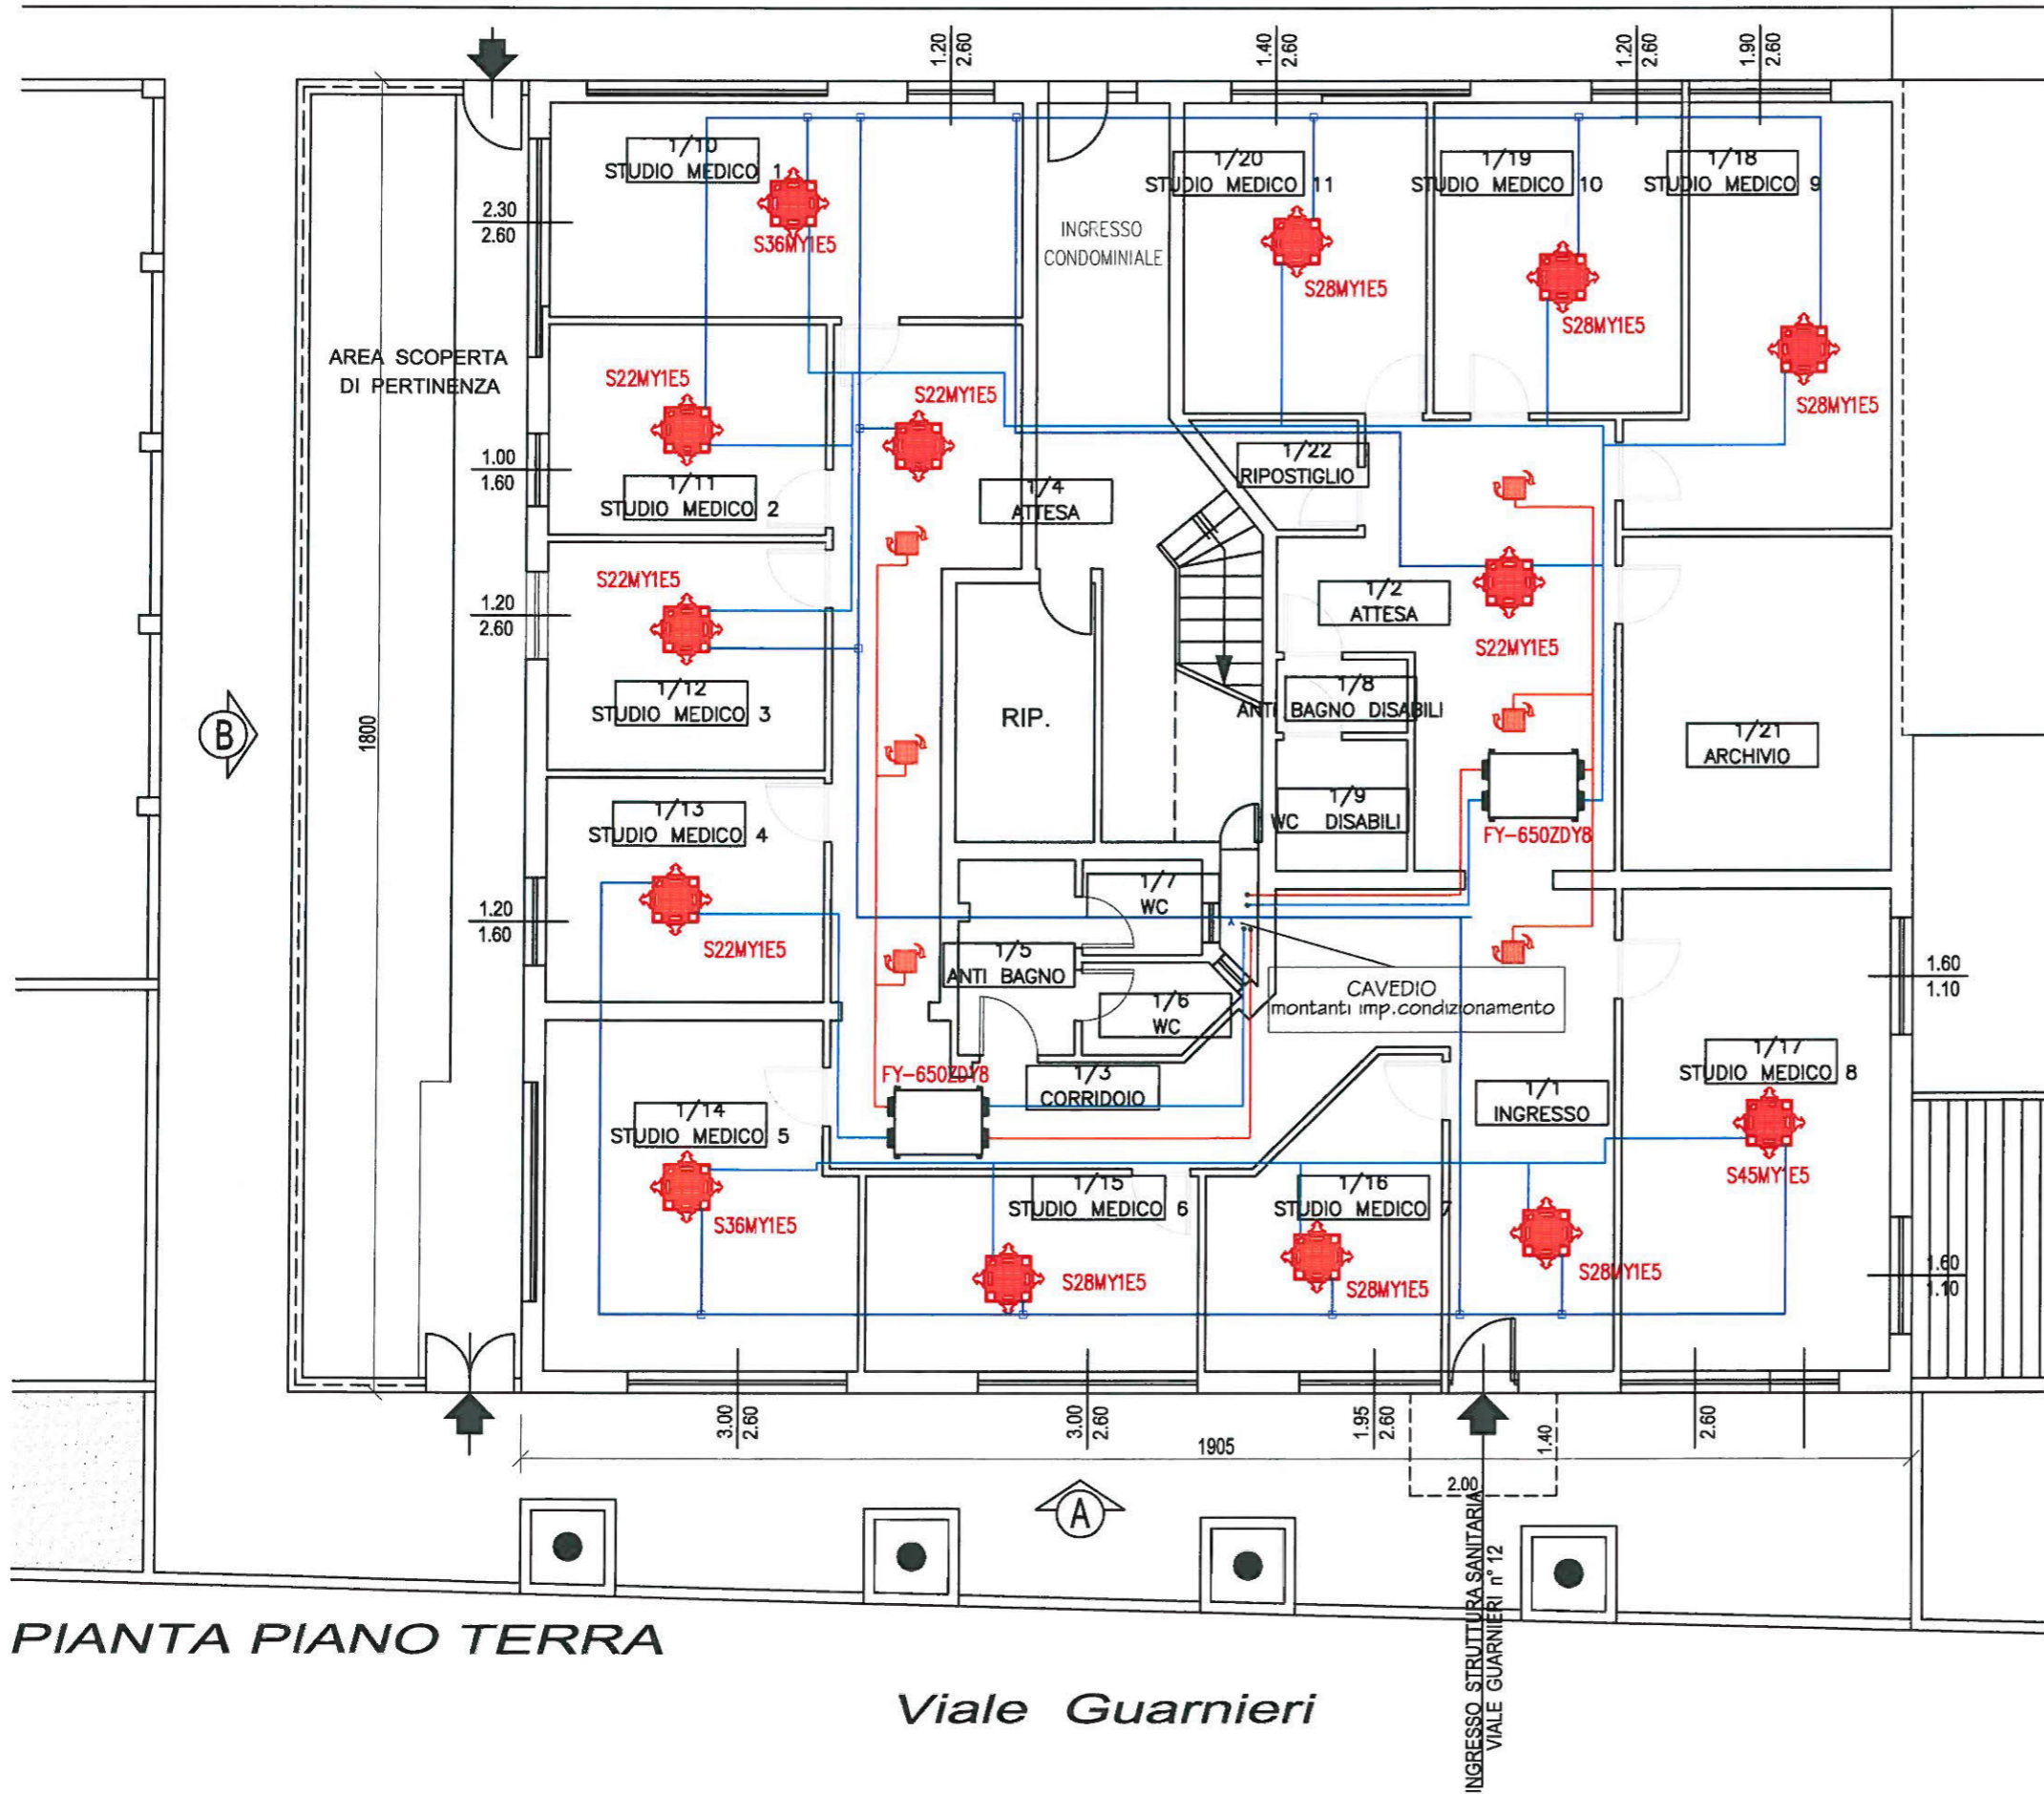 1.20
2.60
1.40
2.60
1.20
2.60
1.90
2.60
1/10
STUDIO MEDICO 1
S36MY1E5
1/20
STUDIO MEDICO 11
1/19
STUDIO MEDICO 10
1/18
STUDIO MEDICO 9
2.30
2.60
INGRESSO
CONDOMINIALE
S28MY1E5
S28MY1E5
S28MY1E5
AREA SCOPERTA
DI PERTINENZA
S22MY1E5
S22MY1E5
1.00
1.60
1/11
STUDIO MEDICO 2
1/4
ATTESA
1/22
RIPOSTIGLIO
S22MY1E5
1.20
2.60
1/2
ATTESA
S22MY1E5
1/12
STUDIO MEDICO 3
RIP.
1/8
ANTI BAGNO DISABILI
B
1800
1/21
ARCHIVIO
1/13
STUDIO MEDICO 4
1/9
WC DISABILI
FY-650ZDY8
1.20
1.60
S22MY1E5
1/7
WC
1/5
ANTI BAGNO
1/6
WC
CAVEDIO
montanti imp.condizionamento
1.60
1.10
FY-650ZDY8
1/3
CORRIDOIO
1/1
INGRESSO
1/17
STUDIO MEDICO 8
1/14
STUDIO MEDICO 5
S36MY1E5
1/15
STUDIO MEDICO 6
1/16
STUDIO MEDICO 7
S45MY1E5
S28MY1E5
S28MY1E5
S28MY1E5
1.60
1.10
3.00
2.60
3.00
2.60
1.95
2.60
1.40
2.60
1905
2.00
A
INGRESSO STRUTTURA SANITARIA
VIALE GUARNIERI n° 12
PIANTA PIANO TERRA
Viale Guarnieri